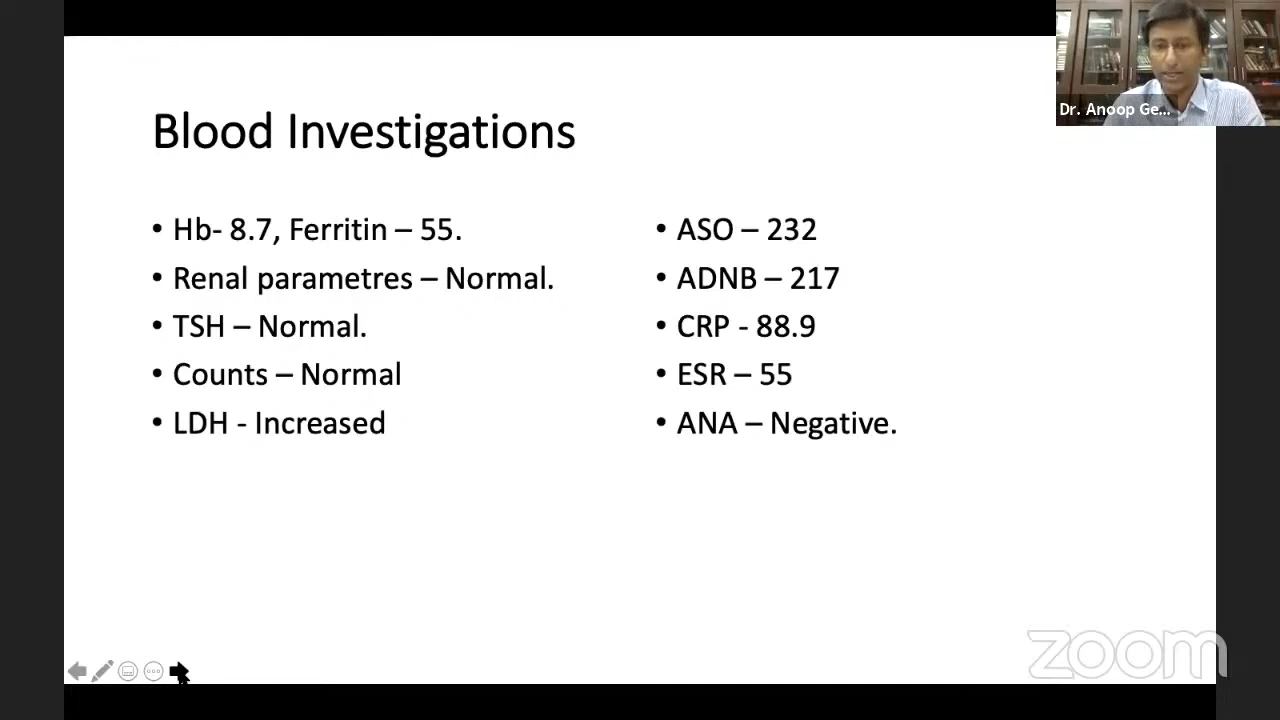 Dr. Anoop Ge...
Blood Investigations
• Hb- 8.7, Ferritin – 55.
• Renal parametres – Normal.
• TSH – Normal.
• Counts – Normal
• LDH - Increased
• ASO – 232
• ADNB – 217
• CRP - 88.9
• ESR – 55
• ANA – Negative.
zoom